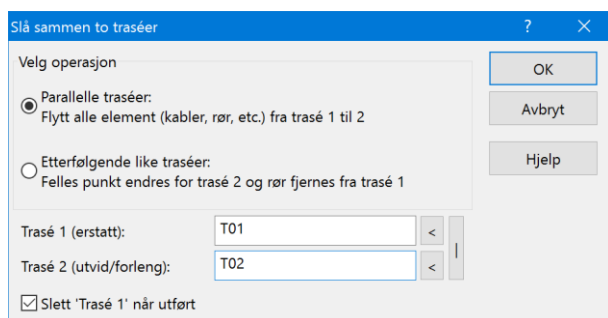 Slå sammen to traséer
?
Velg operasjon
OK
Parallelle traséer:
Flytt alle element (kabler, rør, etc.) fra trasé 1 til 2
Avbryt
Etterfølgende like traséer:
Felles punkt endres for trasé 2 og rør fjernes fra trasé 1
Hjelp
Trasé 1 (erstatt):
T01
<
Trasé 2 (utvid/forleng):
T02
<
|
Slett 'Trasé 1' når utført